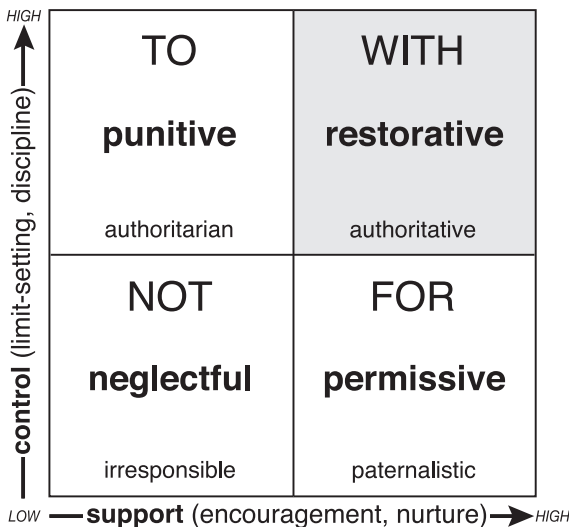 HIGH
control (limit-setting, discipline)
TO
punitive
authoritarian
WITH
restorative
authoritative
NOT
neglectful
irresponsible
FOR
permissive
paternalistic
LOW
support (encouragement, nurture)
HIGH